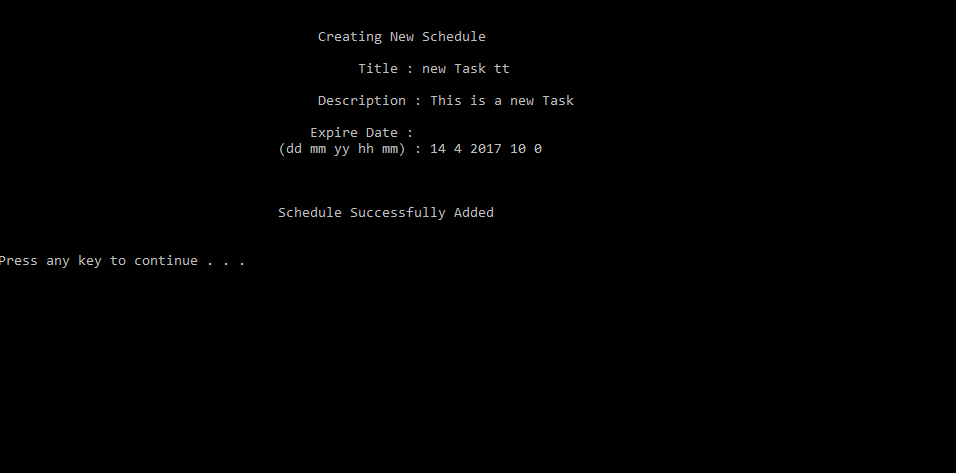 Creating New Schedule
Title : new Task tt
Description : This is a new Task
Expire Date :
(dd mm yy hh mm) : 14 4 2017 10 0
Schedule Successfully Added
Press any key to continue . . .